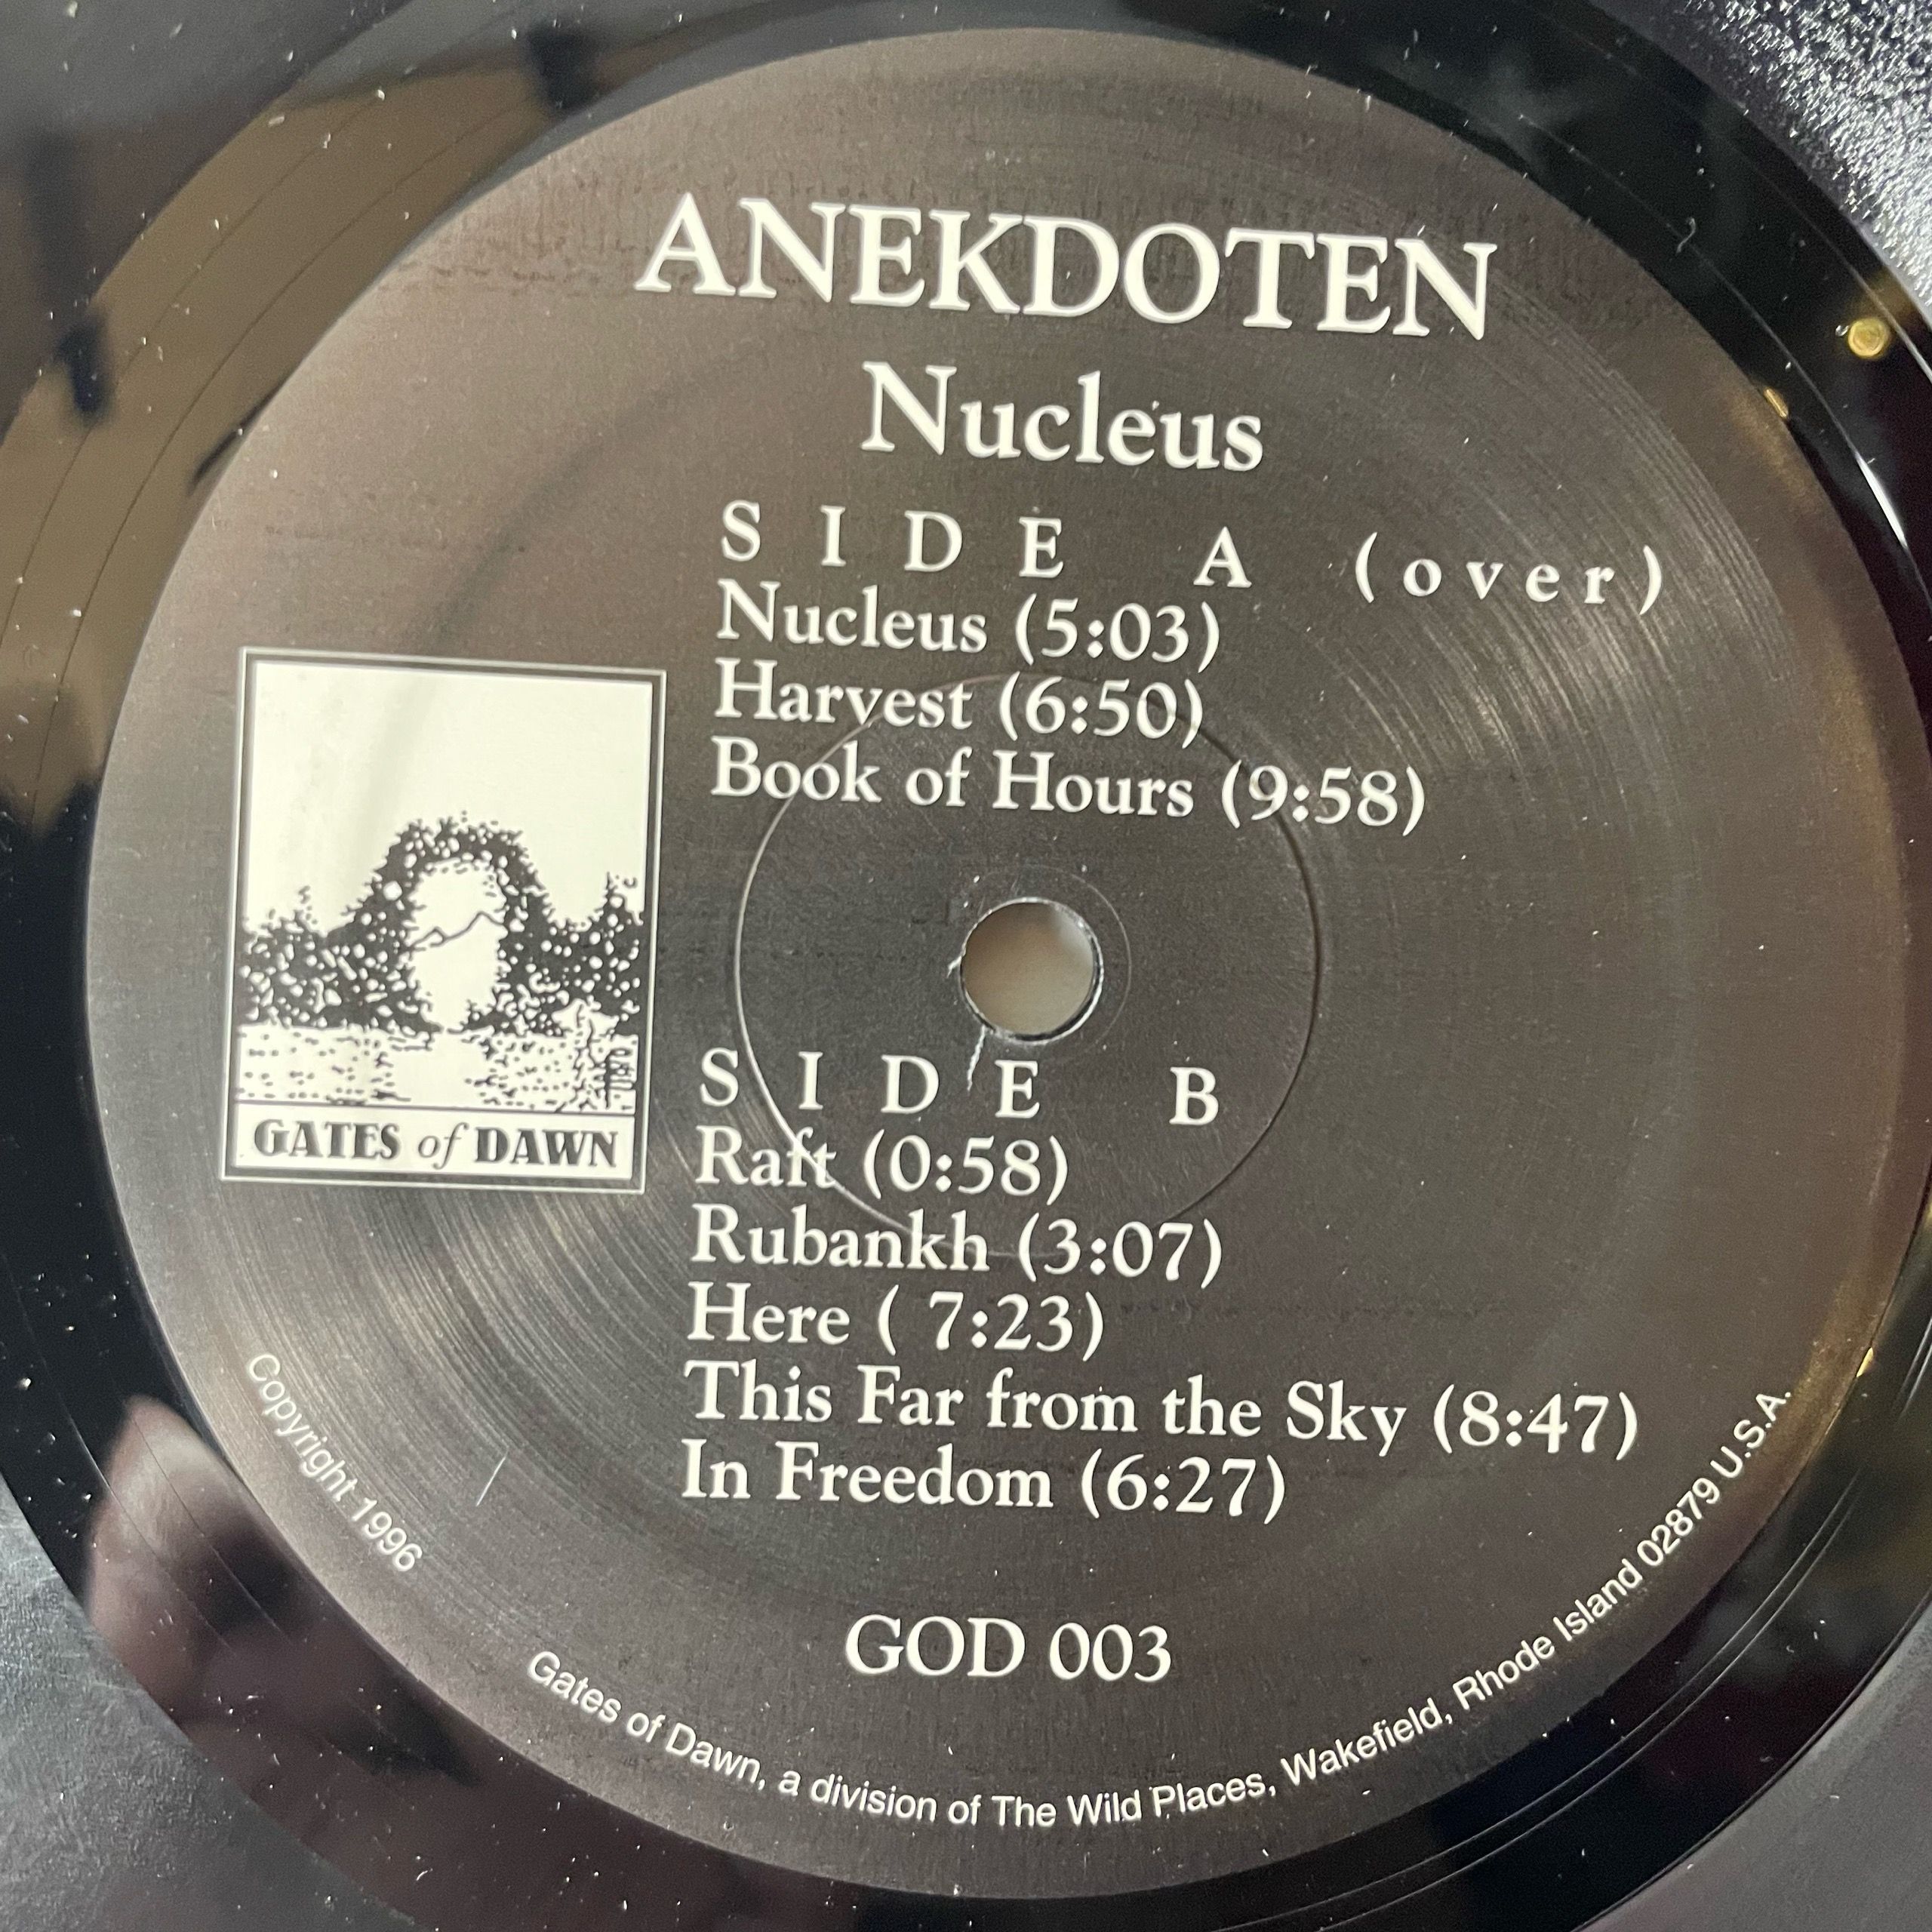 ANEKDOTEN
Nucleus
SIDE A (over)
Nucleus (5:03)
Harvest (6:50)
Book of Hours (9:58)
GATES of DAWN
SIDE B
Raft (0:58)
Rubankh (3:07)
Here ( 7:23)
This Far from the Sky (8:47)
In Freedom (6:27)
GOD 003
Copyright 1996
Gates of Dawn, a division of The Wild Places, Wakefield, Rhode Island 02879 U.S.A.